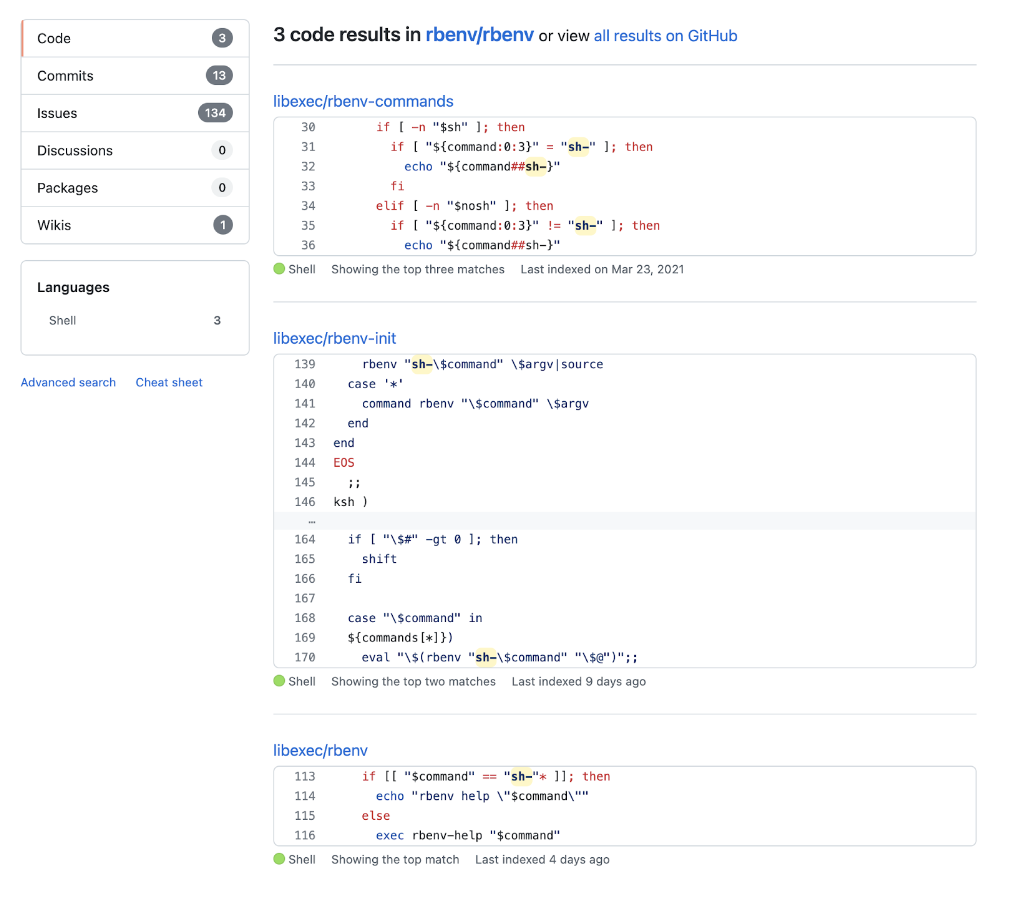 Code 3
Commits 13
Issues 134
Discussions 0
Packages 0
Wikis 1
Languages
Shell 3
Advanced search Cheat sheet
3 code results in rbenv/rbenv or view all results on GitHub
libexec/rbenv-commands
30 if [ -n "$sh" ]; then
31 if [ "${command:0:3}" = "sh-" ]; then
32 echo "${command##sh-}"
33 fi
34 elif [ -n "$nosh" ]; then
35 if [ "${command:0:3}" != "sh-" ]; then
36 echo "${command##sh-}"
Shell Showing the top three matches Last indexed on Mar 23, 2021
libexec/rbenv-init
139 rbenv "sh-\$command" \$argv|source
140 case '*'
141 command rbenv "\$command" \$argv
142 end
143 end
144 EOS
145 ;;
146 ksh )
…
164 if [ "\$#" -gt 0 ]; then
165 shift
166 fi
167
168 case "\$command" in
169 ${commands[*]})
170 eval "\$(rbenv "sh-\$command" "\$@")";;
Shell Showing the top two matches Last indexed 9 days ago
libexec/rbenv
113 if [[ "$command" == "sh-"* ]]; then
114 echo "rbenv help \"$command\""
115 else
116 exec rbenv-help "$command"
Shell Showing the top match Last indexed 4 days ago